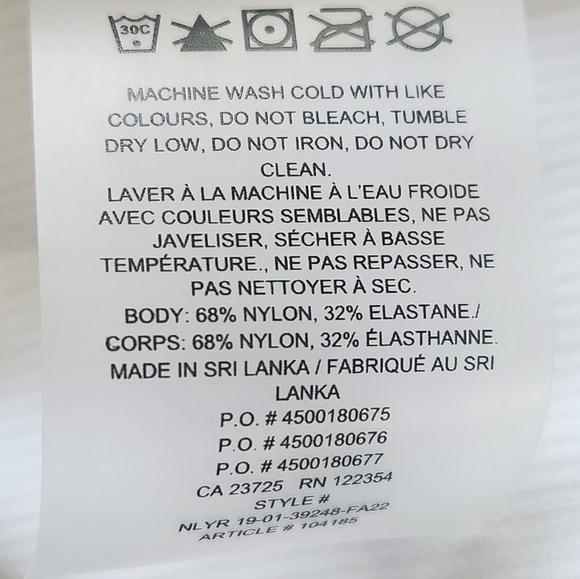 30C
MACHINE WASH COLD WITH LIKE
COLOURS, DO NOT BLEACH, TUMBLE
DRY LOW, DO NOT IRON, DO NOT DRY
CLEAN.
LAVER À LA MACHINE À L'EAU FROIDE
AVEC COULEURS SEMBLABLES, NE PAS
JAVELISER, SÉCHER À BASSE
TEMPÉRATURE., NE PAS REPASSER, NE
PAS NETTOYER À SEC.
BODY: 68% NYLON, 32% ELASTANE./
CORPS: 68% NYLON, 32% ÉLASTHANNE.
MADE IN SRI LANKA / FABRIQUÉ AU SRI
LANKA
P.O. # 4500180675
P.O. # 4500180676
P.O. # 4500180677
CA 23725 RN 122354
STYLE #
NLYR 19-01-39248-FA22
ARTICLE # 104185